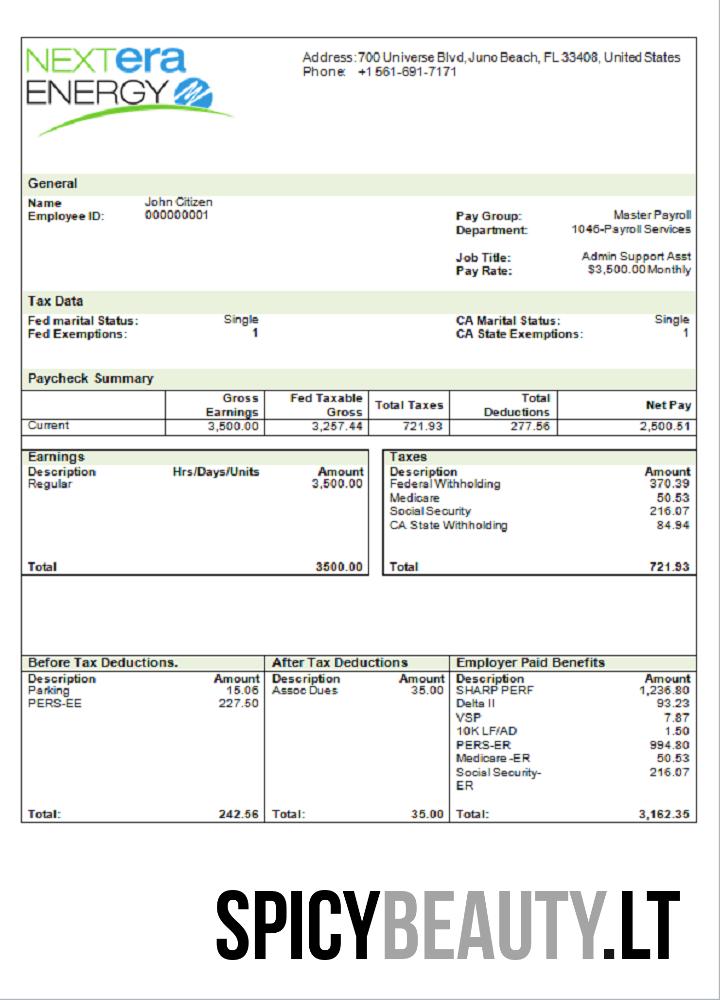 NEXTera
ENERGY
Address:700 Universe Blvd, Juno Beach, FL 33408, United States
Phone: +1 561-691-7171
General
Name John Citizen
Employee ID: 000000001
Pay Group: Master Payroll
Department: 1046-Payroll Services
Job Title: Admin Support Asst
Pay Rate: $3,500.00 Monthly
Tax Data
Fed marital Status: Single CA Marital Status: Single
Fed Exemptions: 1 CA State Exemptions: 1
Paycheck Summary
Gross Earnings Fed Taxable Gross Total Taxes Total Deductions Net Pay
Current 3,500.00 3,257.44 721.93 277.56 2,500.51
Earnings
Description Hrs/Days/Units Amount
Regular 3,500.00
Total 3500.00
Taxes
Description Amount
Federal Withholding 370.39
Medicare 50.53
Social Security 216.07
CA State Withholding 84.94
Total 721.93
Before Tax Deductions.
Description Amount
Parking 15.06
PERS-EE 227.50
Total: 242.56
After Tax Deductions
Description Amount
Assoc Dues 35.00
Total: 35.00
Employer Paid Benefits
Description Amount
SHARP PERF 1,236.80
Delta II 93.23
VSP 7.87
10K LF/AD 1.50
PERS-ER 994.80
Medicare -ER 50.53
Social Security- 216.07
ER
Total: 3,162.35
SPICYBEAUTY.LT